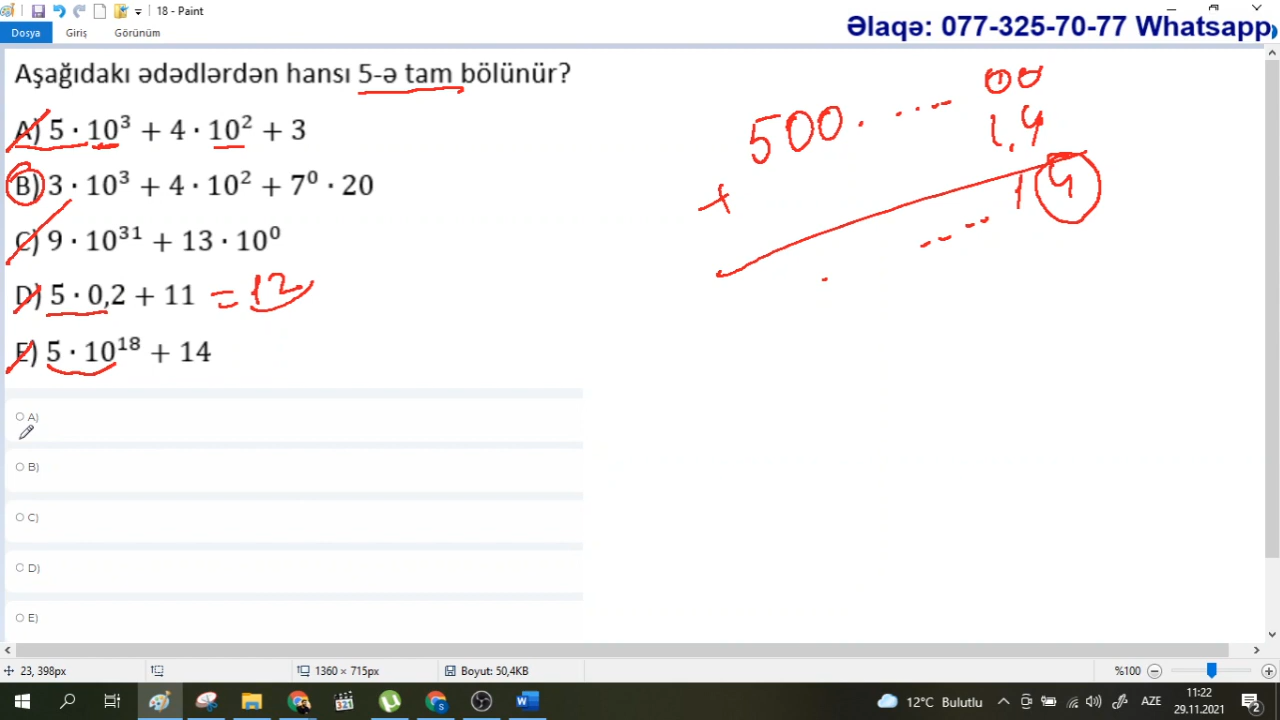 18 - Paint
Əlaqə: 077-325-70-77 Whatsapp
Dosya Giriş Görünüm
Aşağıdakı ədədlərdən hansı 5-ə tam bölünür?
A) 5 · 10³ + 4 · 10² + 3
B) 3 · 10³ + 4 · 10² + 7⁰ · 20
C) 9 · 10³¹ + 13 · 10⁰
D) 5 · 0,2 + 11 = 12
E) 5 · 10¹⁸ + 14
500. . . - - 00
1,4
+
- - - - 14
A)
B)
C)
D)
E)
23, 398px
1360 × 715px
Boyut: 50,4KB
%100
12°C Bulutlu
AZE
11:22
29.11.2021
2